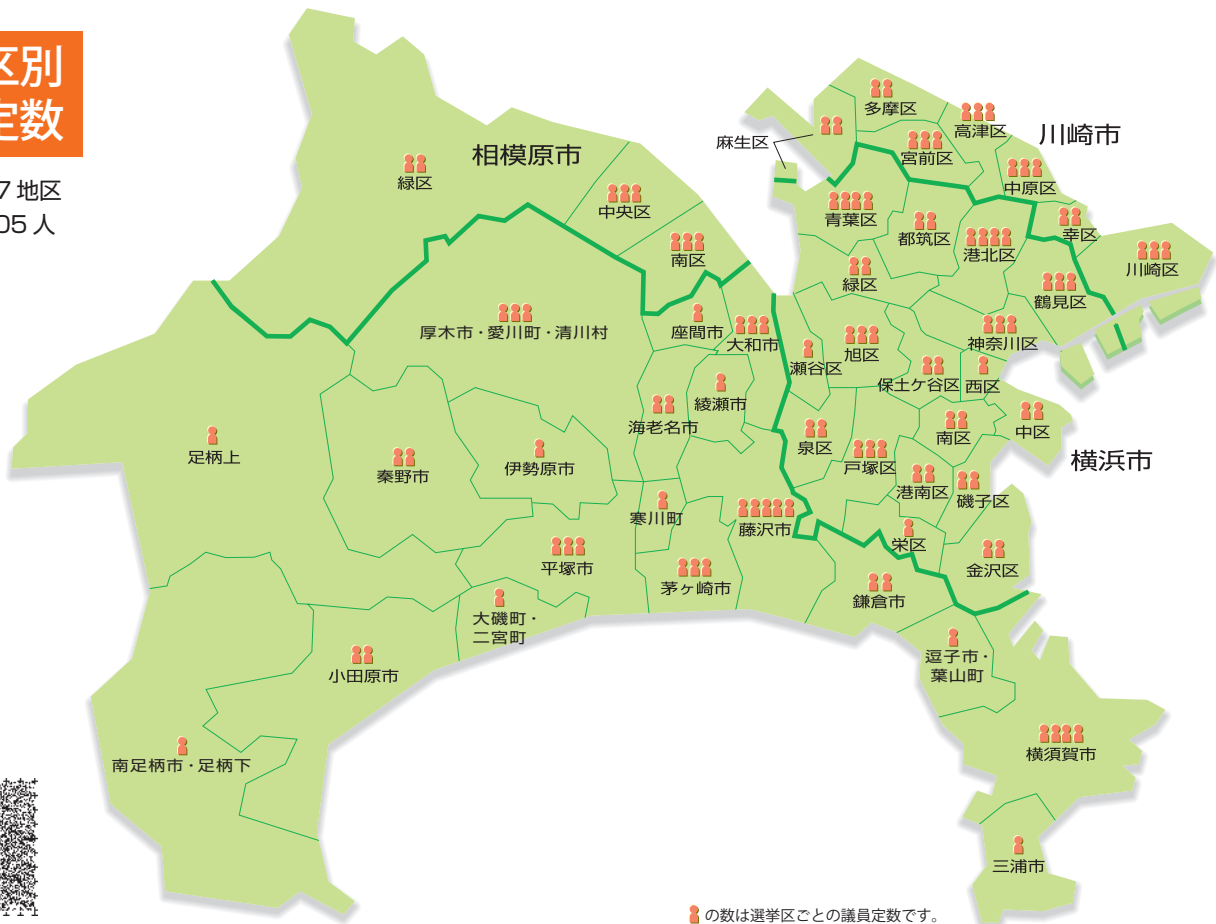 区別
定数
7 地区
05 人
相模原市
緑区
中央区
南区
川崎市
多摩区
高津区
麻生区
宮前区
中原区
幸区
川崎区
青葉区
都筑区
港北区
緑区
鶴見区
神奈川区
旭区
瀬谷区
保土ケ谷区
西区
中区
南区
横浜市
泉区
戸塚区
港南区
磯子区
栄区
金沢区
厚木市・愛川町・清川村
座間市
大和市
綾瀬市
海老名市
足柄上
秦野市
伊勢原市
寒川町
藤沢市
平塚市
茅ヶ崎市
鎌倉市
大磯町・
二宮町
小田原市
逗子市・
葉山町
横須賀市
南足柄市・足柄下
三浦市
の数は選挙区ごとの議員定数です。